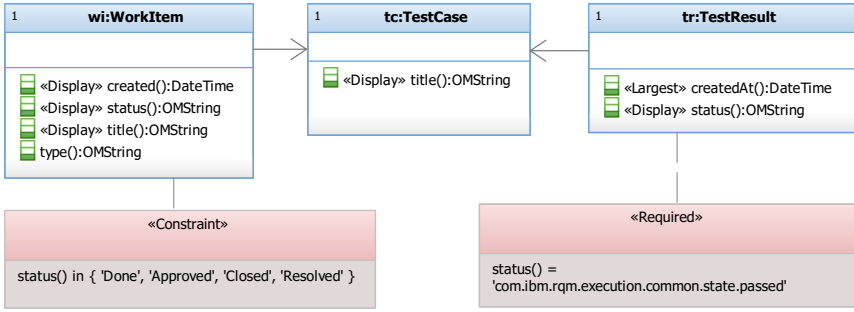 1
wi:WorkItem
«Display» created():DateTime
«Display» status():OMString
«Display» title():OMString
type():OMString
1
tc:TestCase
«Display» title():OMString
1
tr:TestResult
«Largest» createdAt():DateTime
«Display» status():OMString
«Constraint»
status() in { 'Done', 'Approved', 'Closed', 'Resolved' }
«Required»
status() =
'com.ibm.rqm.execution.common.state.passed'